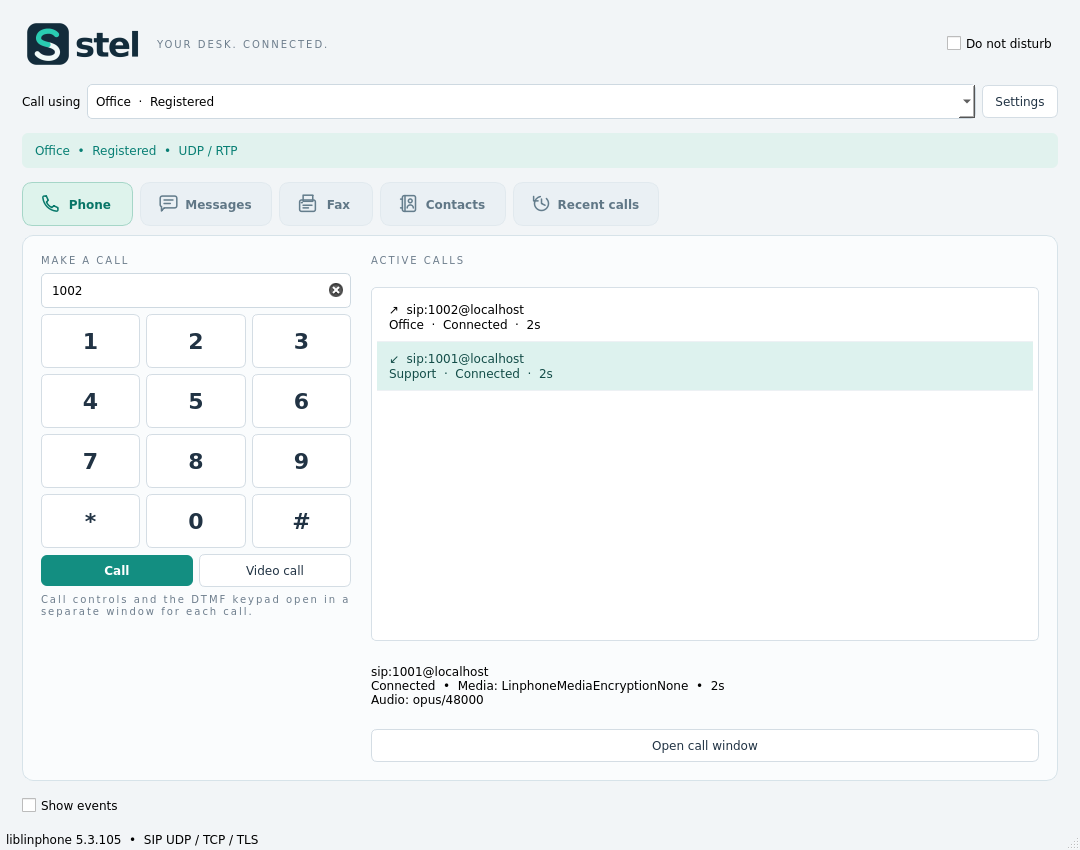 stel
YOUR DESK. CONNECTED.
Do not disturb
Call using
Office · Registered
Settings
Office • Registered • UDP / RTP
Phone
Messages
Fax
Contacts
Recent calls
MAKE A CALL
1002
1 2 3
4 5 6
7 8 9
* 0 #
Call
Video call
Call controls and the DTMF keypad open in a
separate window for each call.
ACTIVE CALLS
↗ sip:1002@localhost
Office · Connected · 2s
↙ sip:1001@localhost
Support · Connected · 2s
sip:1001@localhost
Connected • Media: LinphoneMediaEncryptionNone • 2s
Audio: opus/48000
Open call window
Show events
liblinphone 5.3.105 • SIP UDP / TCP / TLS